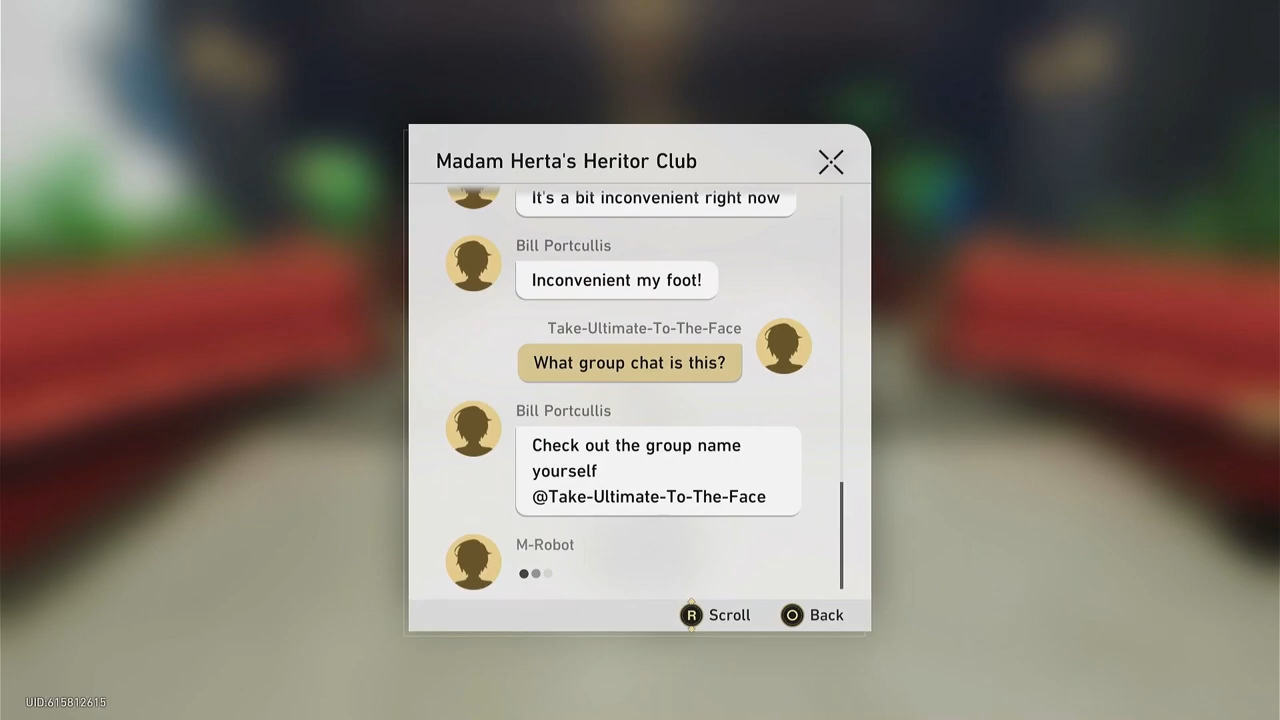 Madam Herta's Heritor Club
It's a bit inconvenient right now
Bill Portcullis
Inconvenient my foot!
Take-Ultimate-To-The-Face
What group chat is this?
Bill Portcullis
Check out the group name
yourself
@Take-Ultimate-To-The-Face
M-Robot
R Scroll
Back
UID:615812615